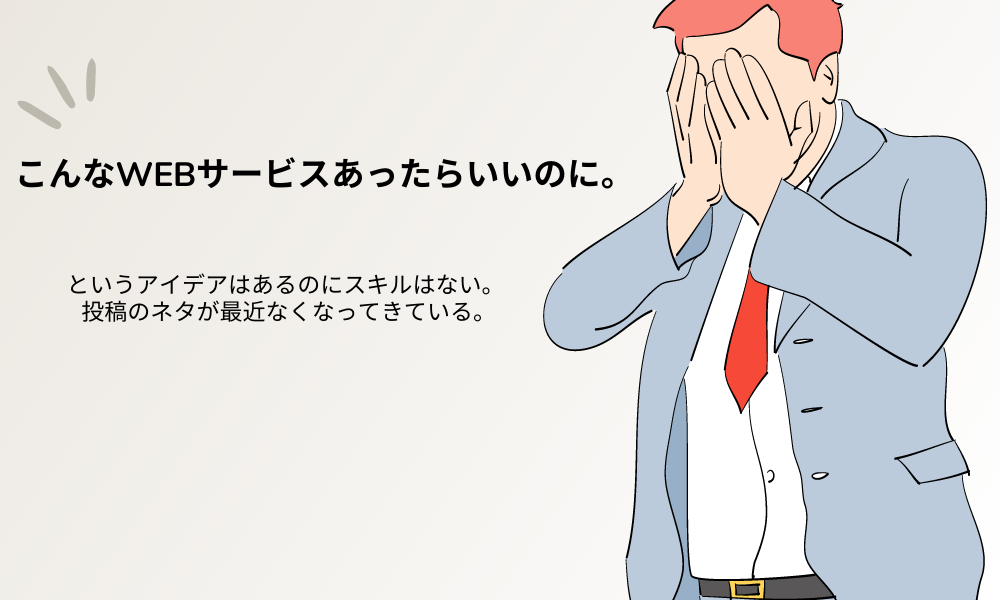 こんなWEBサービスあったらいいのに。
というアイデアはあるのにスキルはない。
投稿のネタが最近なくなってきている。